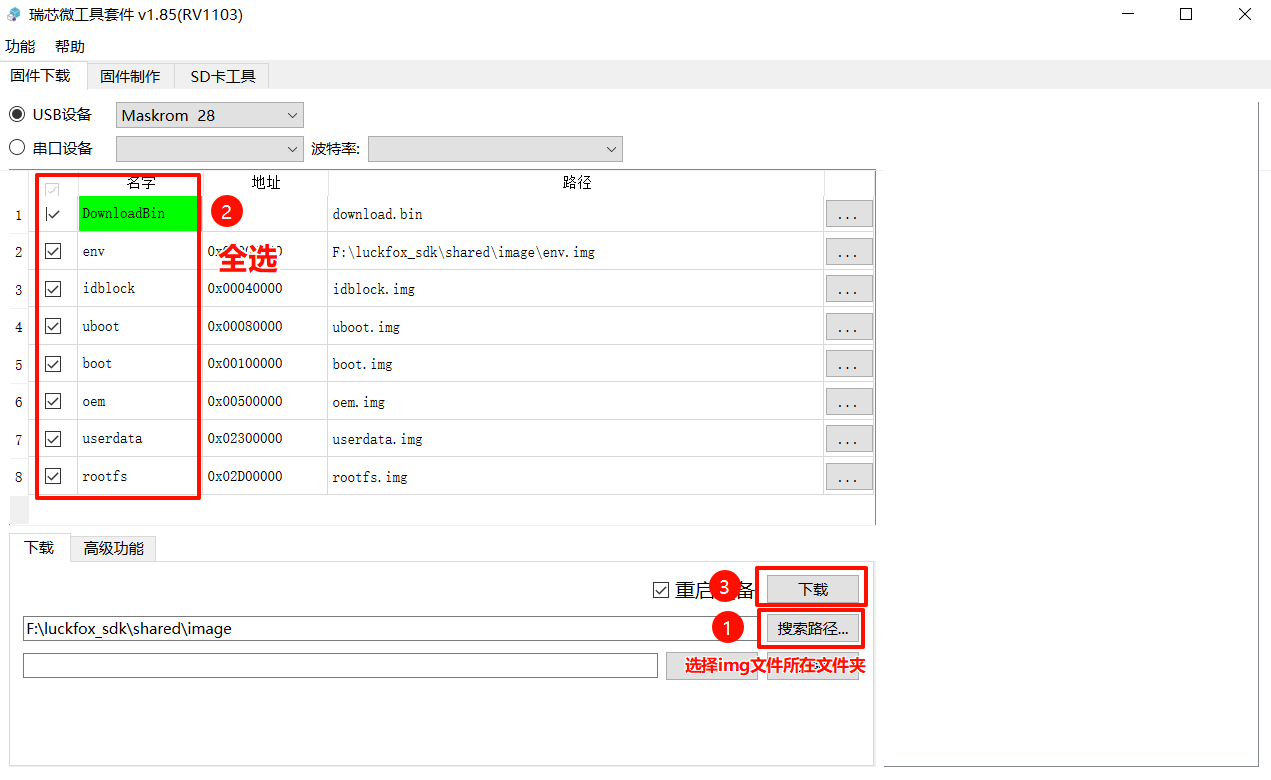 瑞芯微工具套件 v1.85(RV1103)
功能 帮助
固件下载 固件制作 SD卡工具
USB设备 Maskrom 28
串口设备 波特率:
名字 地址 路径
1 DownloadBin 2 download.bin ...
2 env F:\luckfox_sdk\shared\image\env.img ...
全选
3 idblock 0x00040000 idblock.img ...
4 uboot 0x00080000 uboot.img ...
5 boot 0x00100000 boot.img ...
6 oem 0x00500000 oem.img ...
7 userdata 0x02300000 userdata.img ...
8 rootfs 0x02D00000 rootfs.img ...
下载 高级功能
重启 备 3 下载
F:\luckfox_sdk\shared\image 1 搜索路径...
选择img文件所在文件夹